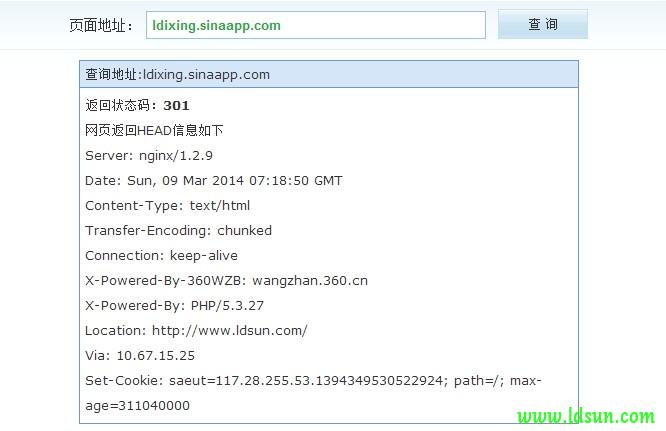 页面地址： ldixing.sinaapp.com 查 询
查询地址:ldixing.sinaapp.com
返回状态码：301
网页返回HEAD信息如下
Server: nginx/1.2.9
Date: Sun, 09 Mar 2014 07:18:50 GMT
Content-Type: text/html
Transfer-Encoding: chunked
Connection: keep-alive
X-Powered-By-360WZB: wangzhan.360.cn
X-Powered-By: PHP/5.3.27
Location: http://www.ldsun.com/
Via: 10.67.15.25
Set-Cookie: saeut=117.28.255.53.1394349530522924; path=/; max-
age=311040000
www.ldsun.com